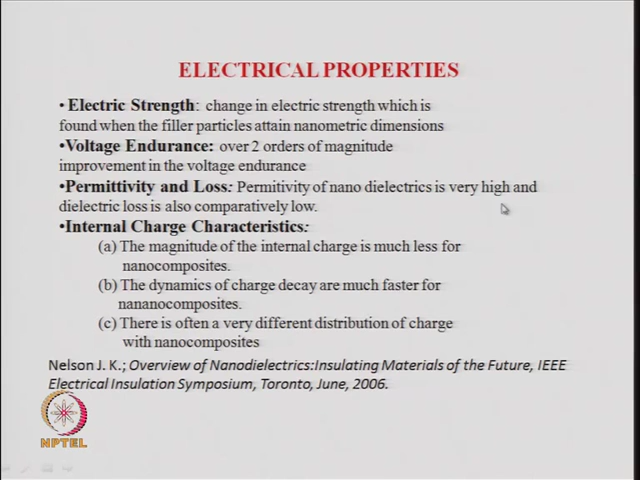 ELECTRICAL PROPERTIES
• Electric Strength: change in electric strength which is
found when the filler particles attain nanometric dimensions
•Voltage Endurance: over 2 orders of magnitude
improvement in the voltage endurance
•Permittivity and Loss: Permitivity of nano dielectrics is very high and
dielectric loss is also comparatively low.
•Internal Charge Characteristics:
(a) The magnitude of the internal charge is much less for
nanocomposites.
(b) The dynamics of charge decay are much faster for
nananocomposites.
(c) There is often a very different distribution of charge
with nanocomposites
Nelson J. K.; Overview of Nanodielectrics:Insulating Materials of the Future, IEEE
Electrical Insulation Symposium, Toronto, June, 2006.
NPTEL